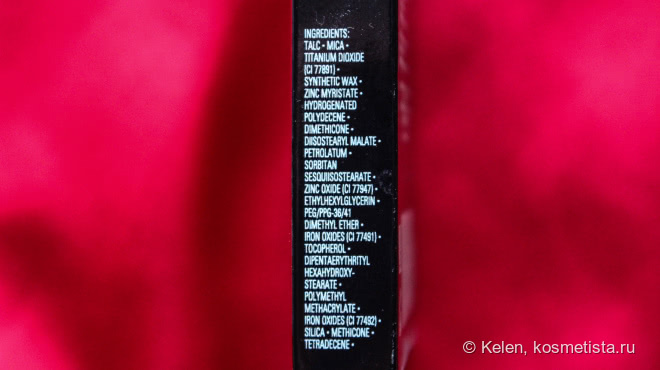 INGREDIENTS:
TALC • MICA •
TITANIUM DIOXIDE
(CI 77891) •
SYNTHETIC WAX •
ZINC MYRISTATE •
HYDROGENATED
POLYDECENE •
DIMETHICONE •
DIISOSTEARYL MALATE •
PETROLATUM •
SORBITAN
SESQUIISOSTEARATE •
ZINC OXIDE (CI 77947) •
ETHYLHEXYLGLYCERIN •
PEG/PPG-36/41
DIMETHYL ETHER •
IRON OXIDES (CI 77491) •
TOCOPHEROL •
DIPENTAERYTHRITYL
HEXAHYDROXY-
STEARATE •
POLYMETHYL
METHACRYLATE •
IRON OXIDES (CI 77492) •
SILICA • METHICONE •
TETRADECENE •
© Kelen, kosmetista.ru